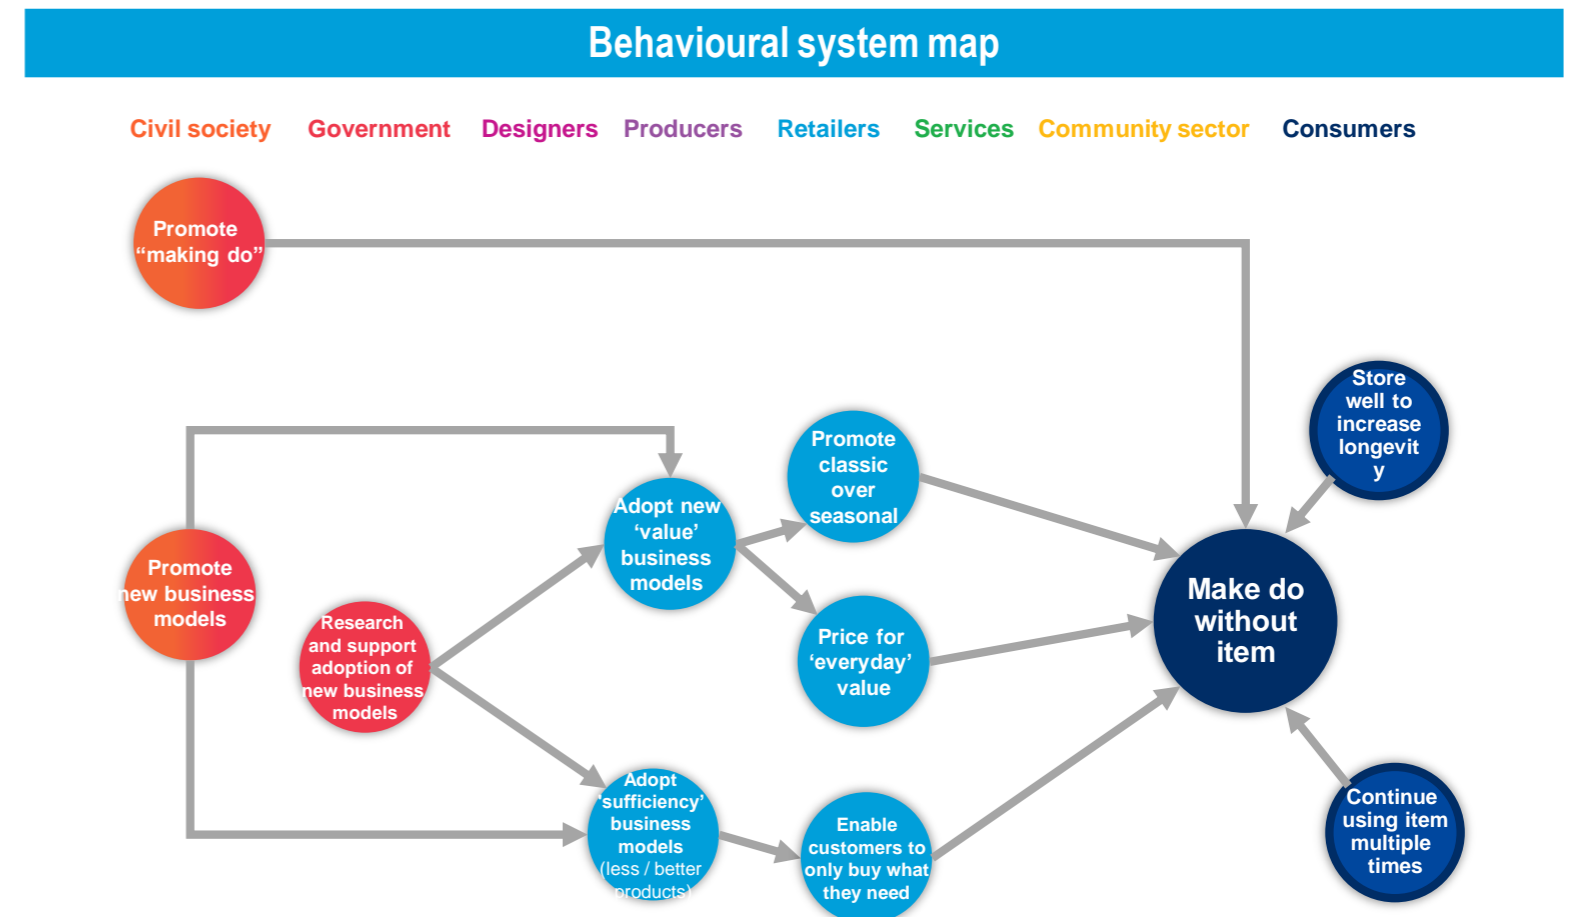 Behavioural system map
Civil society Government Designers Producers Retailers Services Community sector Consumers
Promote
“making do”
Store
well to
increase
longevit
y
Promote
classic
over
seasonal
Adopt new
‘value’
business
models
Promote
new business
models
Research
and support
adoption of
new business
models
Price for
‘everyday’
value
Make do
without
item
Adopt
‘sufficiency’
business
models
(less / better
products)
Enable
customers to
only buy what
they need
Continue
using item
multiple
times